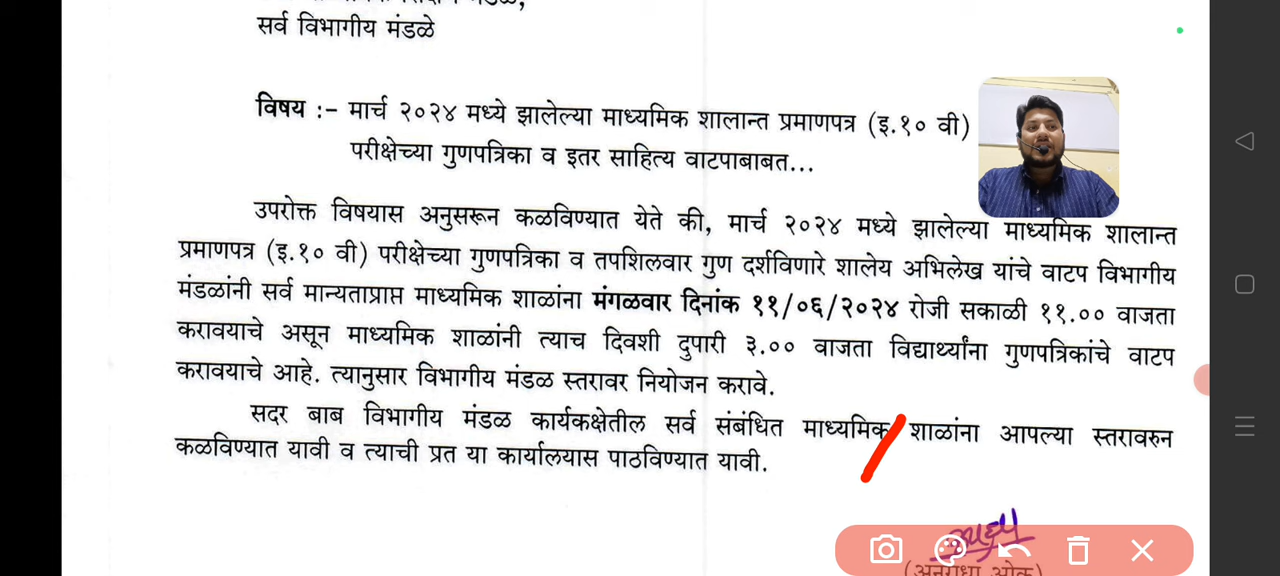 सर्व विभागीय मंडळे
विषय :- मार्च २०२४ मध्ये झालेल्या माध्यमिक शालान्त प्रमाणपत्र (इ.१० वी)
परीक्षेच्या गुणपत्रिका व इतर साहित्य वाटपाबाबत...
उपरोक्त विषयास अनुसरून कळविण्यात येते की, मार्च २०२४ मध्ये झालेल्या माध्यमिक शालान्त
प्रमाणपत्र (इ.१० वी) परीक्षेच्या गुणपत्रिका व तपशिलवार गुण दर्शविणारे शालेय अभिलेख यांचे वाटप विभागीय
मंडळांनी सर्व मान्यताप्राप्त माध्यमिक शाळांना मंगळवार दिनांक ११/०६/२०२४ रोजी सकाळी ११.०० वाजता
करावयाचे असून माध्यमिक शाळांनी त्याच दिवशी दुपारी ३.०० वाजता विद्यार्थ्यांना गुणपत्रिकांचे वाटप
करावयाचे आहे. त्यानुसार विभागीय मंडळ स्तरावर नियोजन करावे.
सदर बाब विभागीय मंडळ कार्यकक्षेतील सर्व संबंधित माध्यमिक शाळांना आपल्या स्तरावरुन
कळविण्यात यावी व त्याची प्रत या कार्यालयास पाठविण्यात यावी.
(अनुराधा ओक)